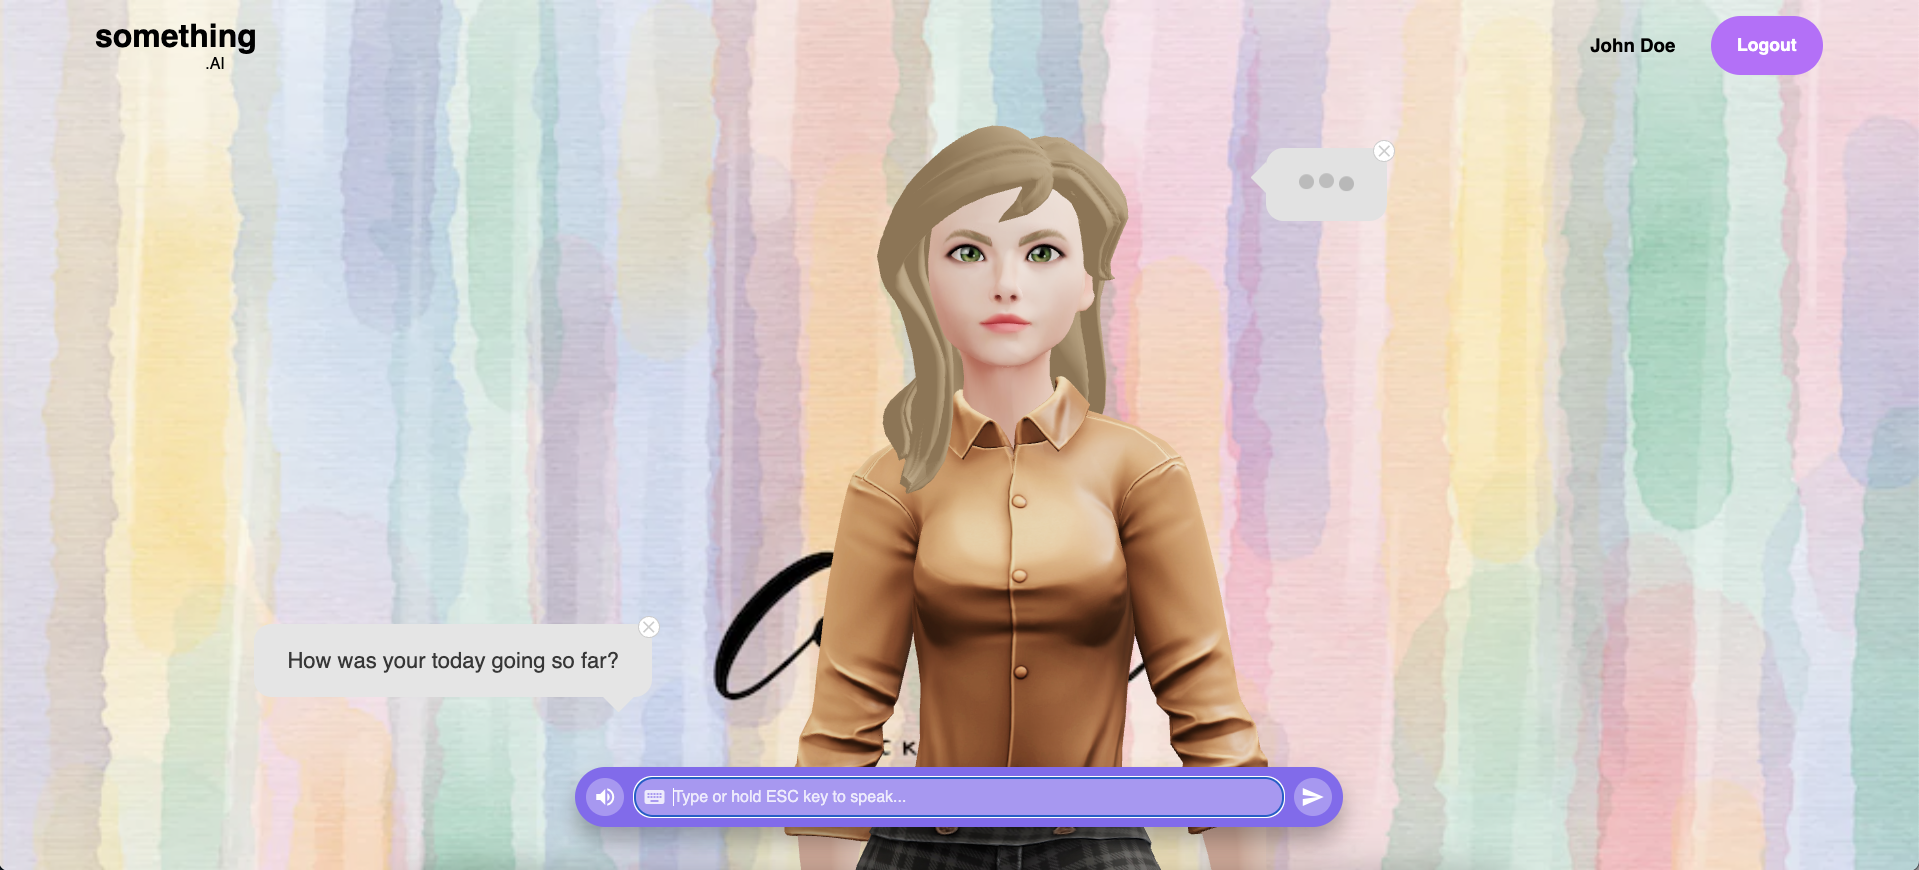 something
.AI
John Doe
Logout
How was your today going so far?
Type or hold ESC key to speak...